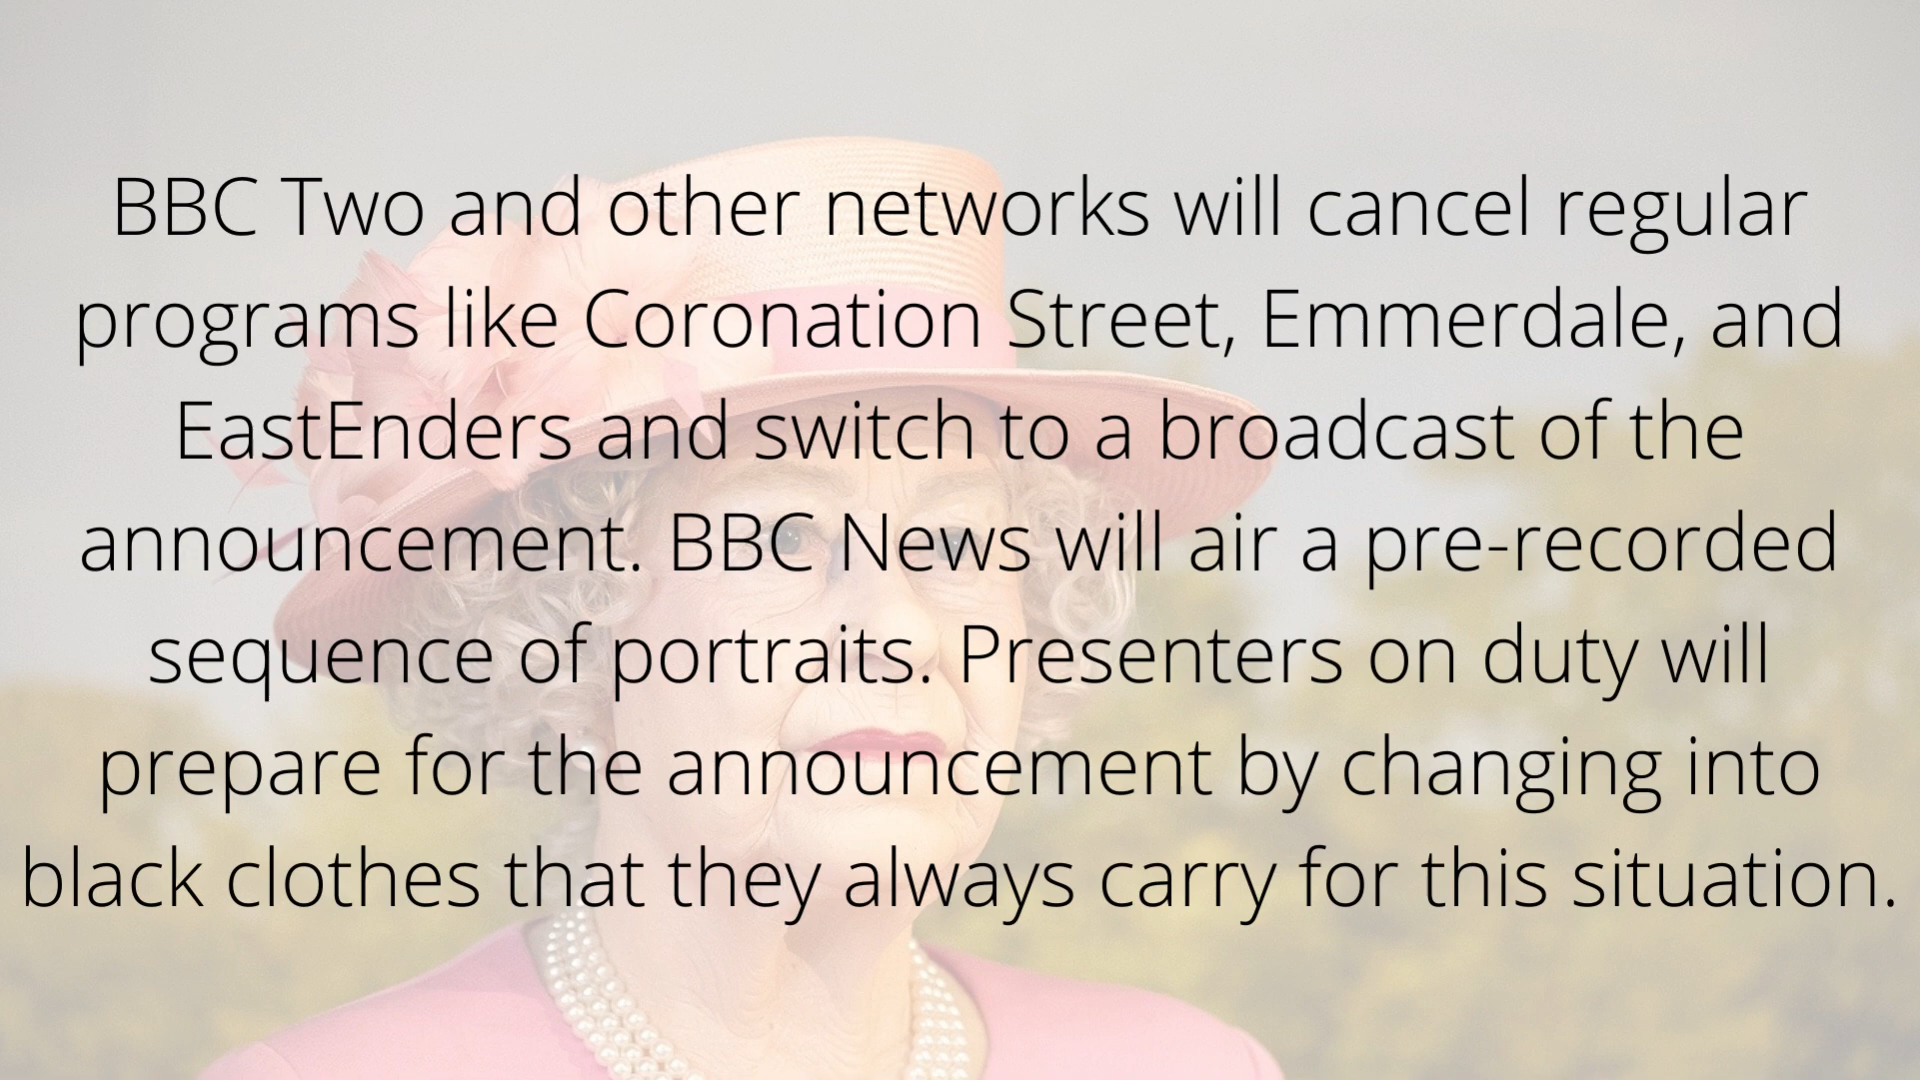 BBC Two and other networks will cancel regular
programs like Coronation Street, Emmerdale, and
EastEnders and switch to a broadcast of the
announcement. BBC News will air a pre-recorded
sequence of portraits. Presenters on duty will
prepare for the announcement by changing into
black clothes that they always carry for this situation.